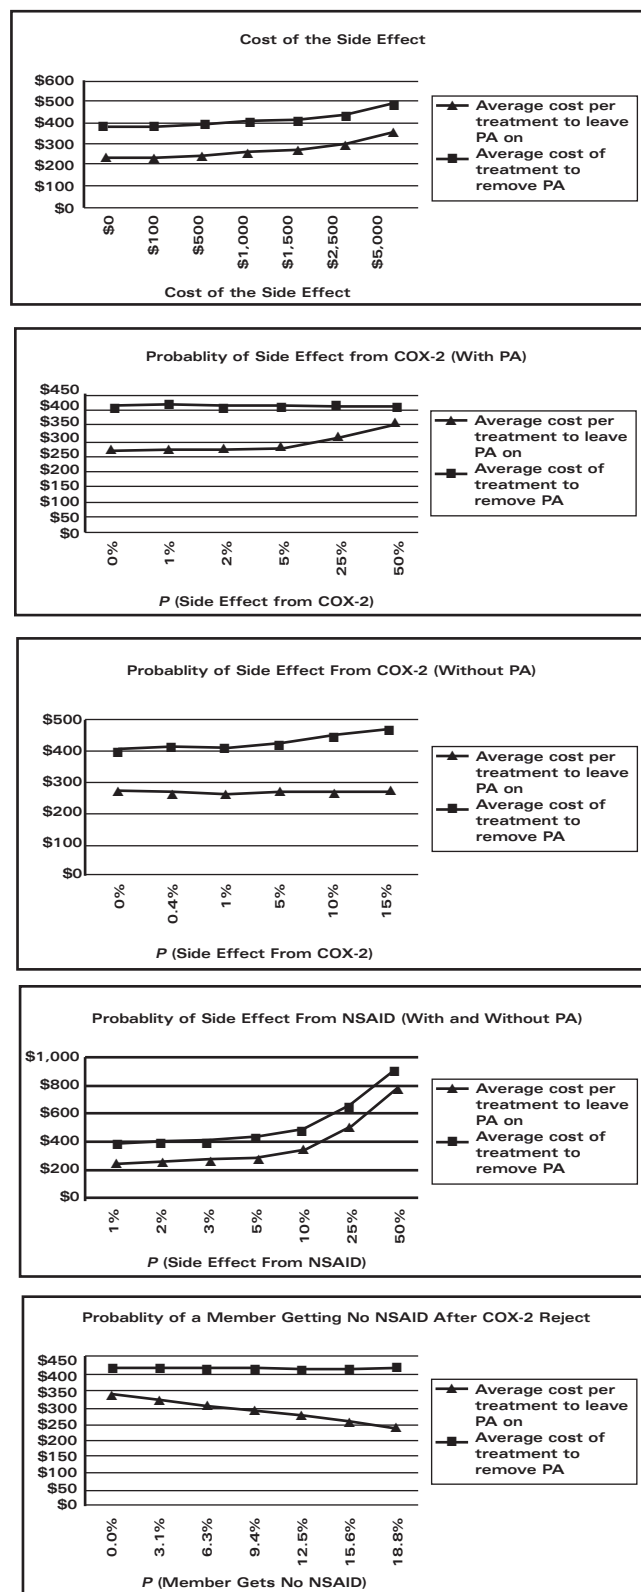 Cost of the Side Effect
$600
$500
$400
$300
$200
$100
$0
$0
$100
$500
$1,000
$1,500
$2,500
$5,000
Cost of the Side Effect
Average cost per
treatment to leave
PA on
Average cost of
treatment to
remove PA
Probablity of Side Effect from COX-2 (With PA)
$450
$400
$350
$300
$250
$200
$150
$100
$50
$0
0%
1%
2%
5%
25%
50%
P (Side Effect from COX-2)
Average cost per
treatment to leave
PA on
Average cost of
treatment to
remove PA
Probablity of Side Effect From COX-2 (Without PA)
$500
$400
$300
$200
$100
$0
0%
0.4%
1%
5%
10%
15%
P (Side Effect From COX-2)
Average cost per
treatment to leave
PA on
Average cost of
treatment to
remove PA
Probablity of Side Effect From NSAID (With and Without PA)
$1,000
$800
$600
$400
$200
$0
1%
2%
3%
5%
10%
25%
50%
P (Side Effect From NSAID)
Average cost per
treatment to leave
PA on
Average cost of
treatment to
remove PA
Probablity of a Member Getting No NSAID After COX-2 Reject
$450
$400
$350
$300
$250
$200
$150
$100
$50
$0
0.0%
3.1%
6.3%
9.4%
12.5%
15.6%
18.8%
P (Member Gets No NSAID)
Average cost per
treatment to leave
PA on
Average cost of
treatment to
remove PA